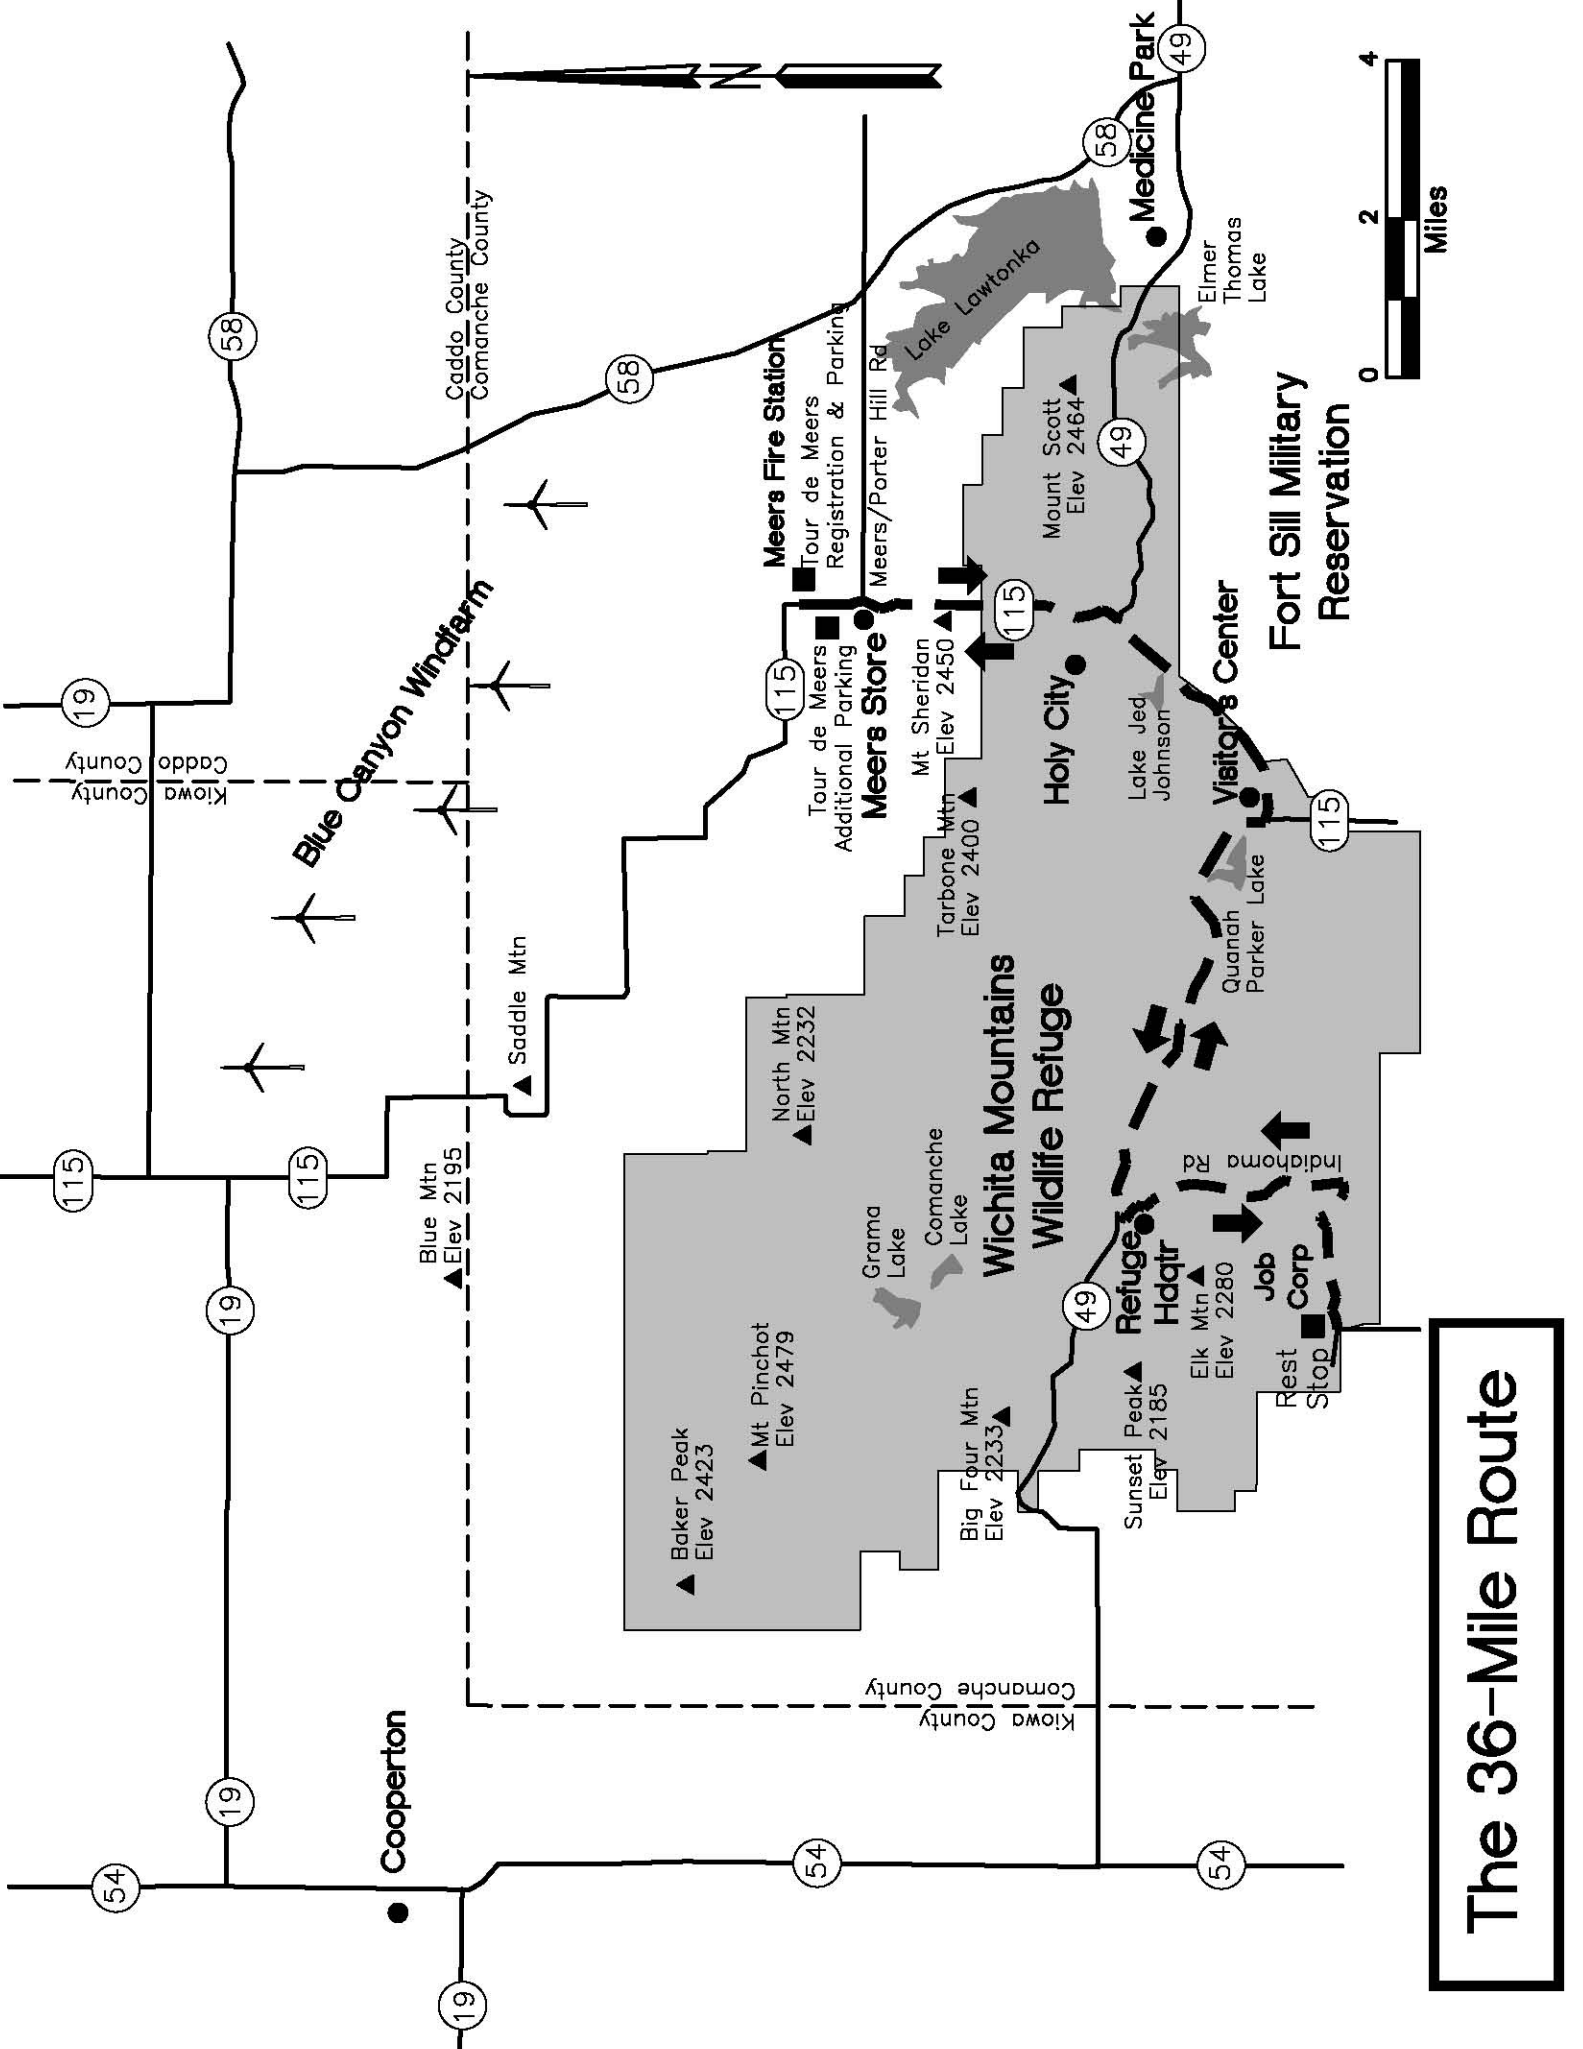 The 36-Mile Route
54
19
Cooperton
19
19
54
54
Kiowa County
Comanche County
115
115
19
Kiowa County
Caddo County
Blue Canyon Windfarm
58
58
Caddo County
Comanche County
Blue Mtn
Elev 2195
Saddle Mtn
Baker Peak
Elev 2423
Mt Pinchot
Elev 2479
North Mtn
Elev 2232
115
Meers Fire Station
Tour de Meers
Registration & Parking
Tour de Meers
Additional Parking
Meers Store
Meers/Porter Hill Rd
Grama
Lake
Comanche
Lake
Tarbone Mtn
Elev 2400
Mt Sheridan
Elev 2450
Lake Lawtonka
Big Four Mtn
Elev 2233
Wichita Mountains
Wildlife Refuge
115
Holy City
Mount Scott
Elev 2464
58
49
Refuge
Hdqtr
49
Medicine Park
49
Sunset Peak
Elev 2185
Elk Mtn
Elev 2280
Indiahoma
Rd
Lake Jed
Johnson
Elmer
Thomas
Lake
Quanah
Parker Lake
Visitor's Center
Job
Corp
Rest
Stop
115
Fort Sill Military
Reservation
0
2
4
Miles
N